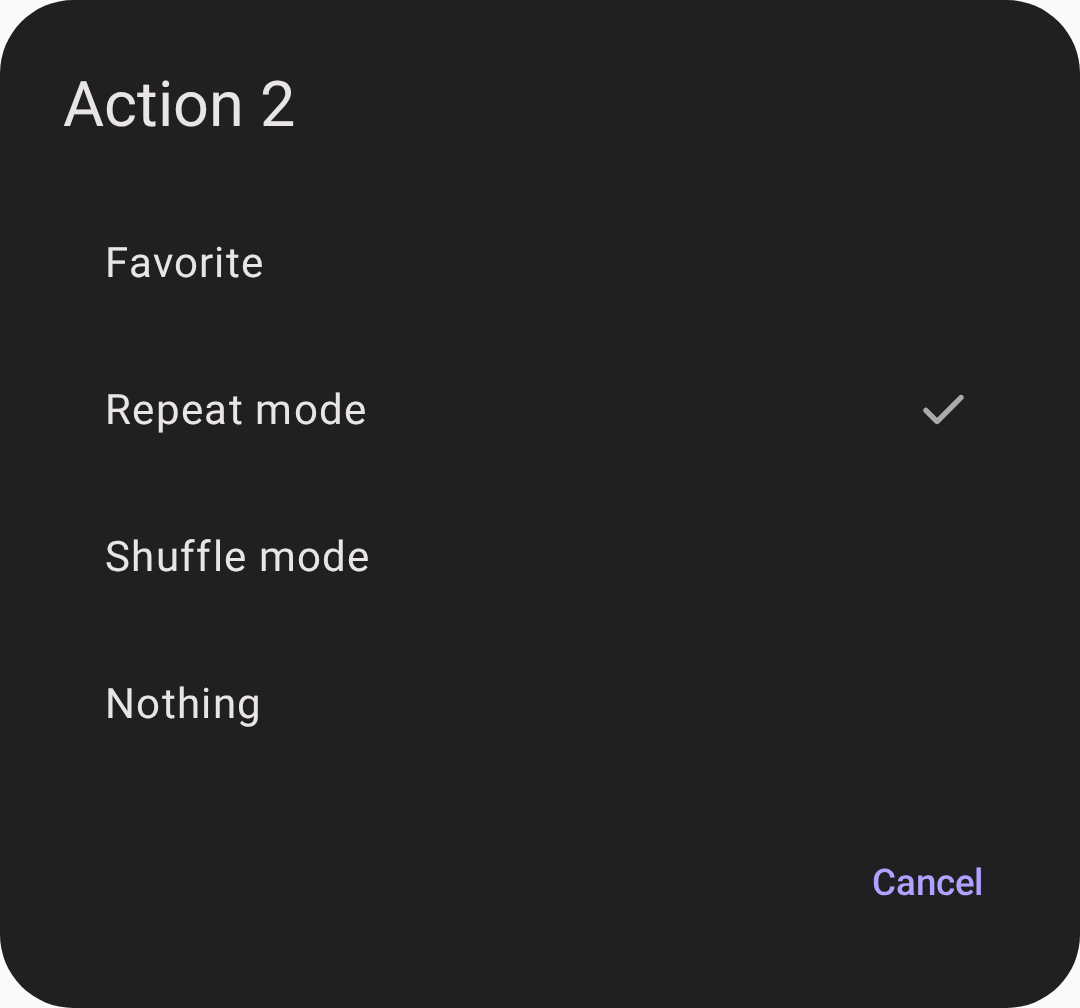 Action 2
Favorite
Repeat mode
Shuffle mode
Nothing
Cancel